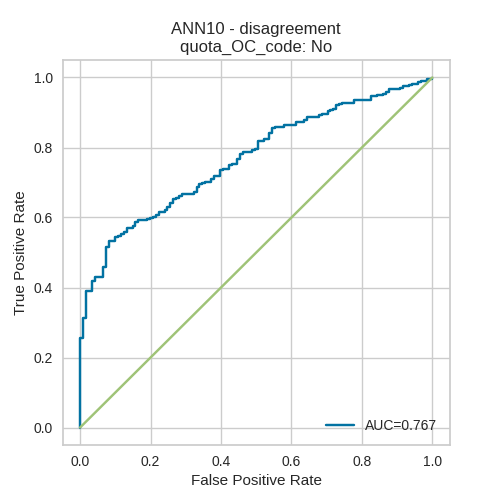 ANN10 - disagreement
quota_OC_code: No
True Positive Rate
1.0
0.8
0.6
0.4
0.2
0.0
AUC=0.767
0.0 0.2 0.4 0.6 0.8 1.0
False Positive Rate